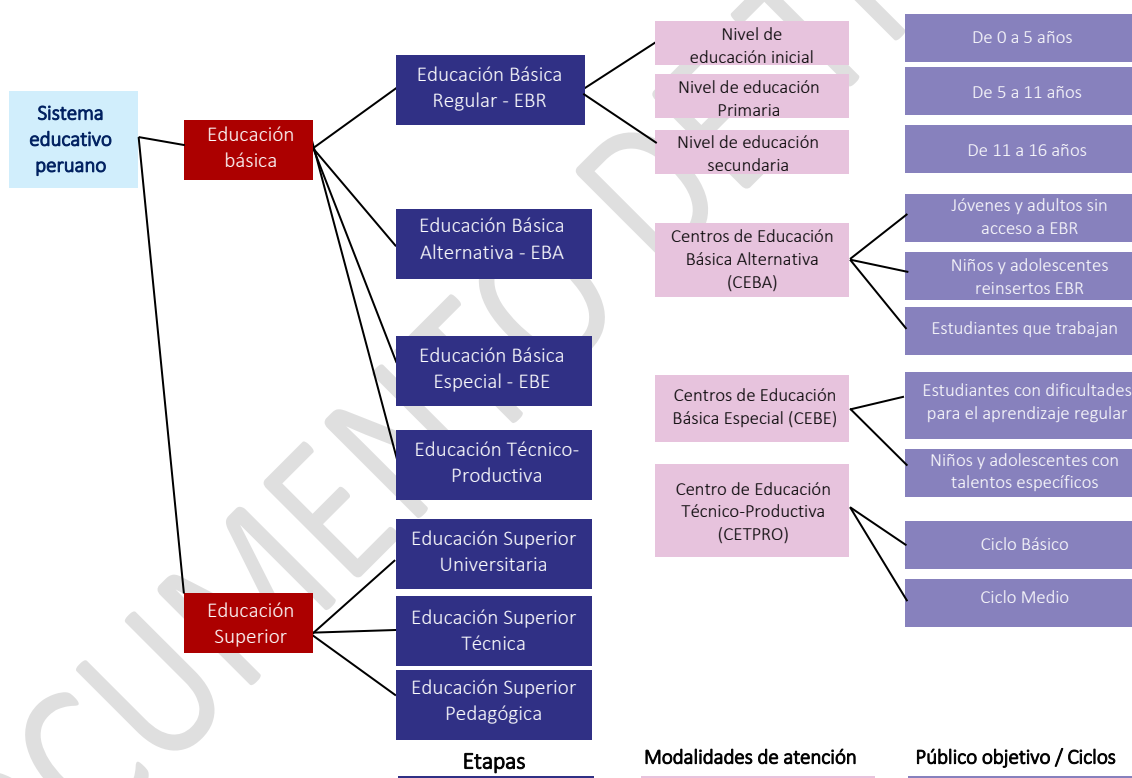 Sistema
educativo
peruano
Educación
básica
Educación
Superior
Educación Básica
Regular - EBR
Educación Básica
Alternativa - EBA
Educación Básica
Especial - EBE
Educación Técnico-
Productiva
Educación Superior
Universitaria
Educación Superior
Técnica
Educación Superior
Pedagógica
Etapas
Nivel de
educación inicial
Nivel de educación
Primaria
Nivel de educación
secundaria
Centros de Educación
Básica Alternativa
(CEBA)
Centros de Educación
Básica Especial (CEBE)
Centro de Educación
Técnico-Productiva
(CETPRO)
Modalidades de atención
De 0 a 5 años
De 5 a 11 años
De 11 a 16 años
Jóvenes y adultos sin
acceso a EBR
Niños y adolescentes
reinsertos EBR
Estudiantes que trabajan
Estudiantes con dificultades
para el aprendizaje regular
Niños y adolescentes con
talentos específicos
Ciclo Básico
Ciclo Medio
Público objetivo / Ciclos